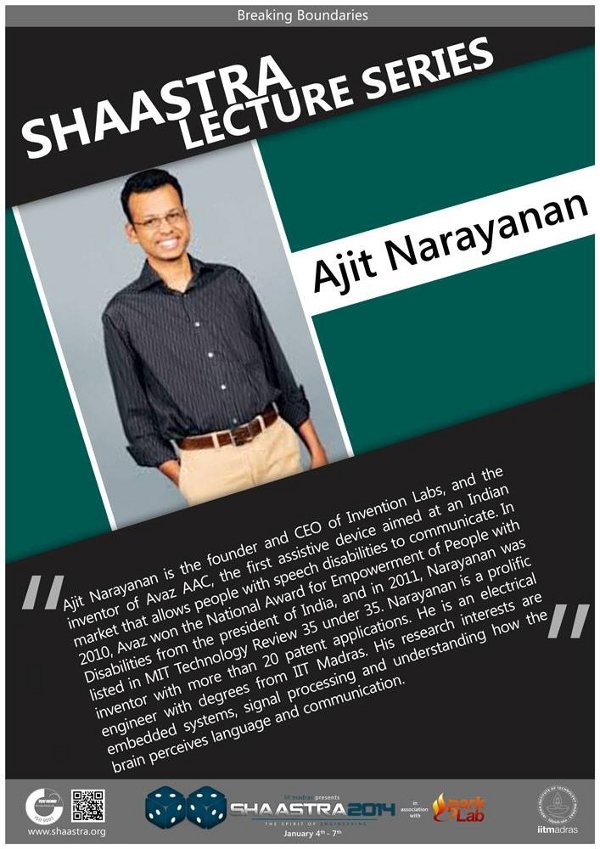 Breaking Boundaries
SHAASTRA
LECTURE SERIES
Ajit Narayanan
Ajit Narayanan is the founder and CEO of Invention Labs, and the
inventor of Avaz AAC, the first assistive device aimed at an Indian
market that allows people with speech disabilities to communicate. In
2010, Avaz won the National Award for Empowerment of People with
Disabilities from the president of India, and in 2011, Narayanan was
listed in MIT Technology Review 35 under 35. Narayanan is a prolific
inventor with more than 20 patent applications. He is an electrical
engineer with degrees from IIT Madras. His research interests are
embedded systems, signal processing and understanding how the
brain perceives language and communication.
ISO 9001
www.shaastra.org
iit madras presents
SHAASTRA2014
THE SPIRIT OF ENGINEERING
January 4th - 7th
in
association
with
Spark
Lab
iitmadras